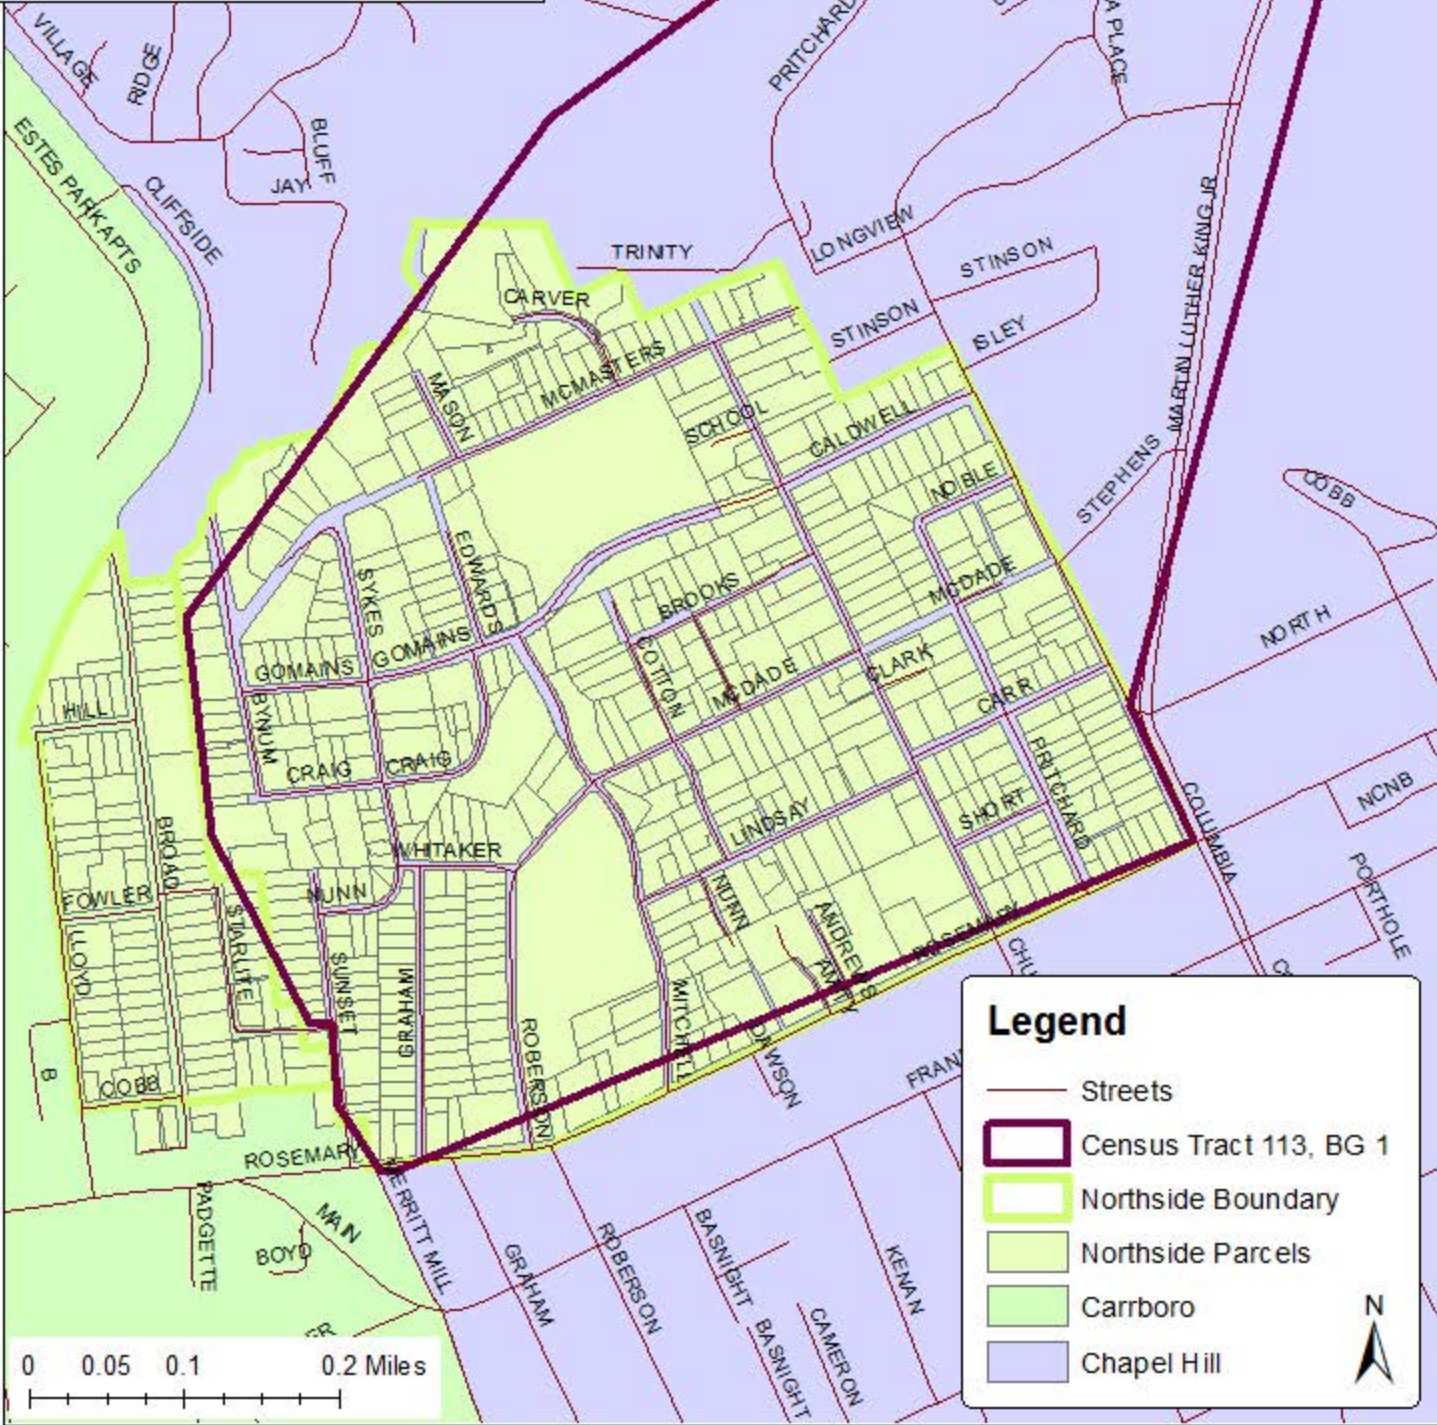 VILLAGE
RIDGE
PRITCHARD
A PLACE
BLUFF
ESTES PARK APTS
CLIFFSIDE
JAY
MARTIN LUTHER KING JR
LONGVIEW
TRINITY
STINSON
CARVER
STINSON
ISLEY
MCMASTERS
MASON
SCHOOL
CALDWELL
STEPHENS
NOBLE
COBB
EDWARDS
SYKES
BROOKS
MCDADE
NORTH
GOMAINS
GOMAINS
COTTON
MCDADE
CLARK
CARR
HILL
BYNUM
CRAIG
CRAIG
PRITCHARD
COLUMBIA
NCNB
SHORT
LINDSAY
BROAD
WHITAKER
PORTHOLE
FOWLER
NUNN
NUNN
STARLITE
LLOYD
SUNSET
ANDREWS
ROSEMARY
AMITY
CHU
GRAHAM
MITCHELL
ROBERSON
DAWSON
B
COBB
FRAN
ROSEMARY
MERRITT MILL
PADGETTE
MAIN
BOYD
GRAHAM
ROBERSON
BASNIGHT
KENAN
BASNIGHT
CAMERON
ER
Legend
Streets
Census Tract 113, BG 1
Northside Boundary
Northside Parcels
Carrboro
Chapel Hill
N
0 0.05 0.1 0.2 Miles